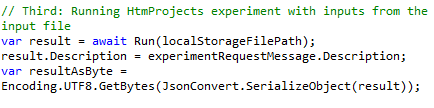 // Third: Running HtmProjects experiment with inputs from the
input file
var result = await Run(localStorageFilePath);
result.Description = experimentRequestMessage.Description;
var resultAsByte =
Encoding.UTF8.GetBytes(JsonConvert.SerializeObject(result));